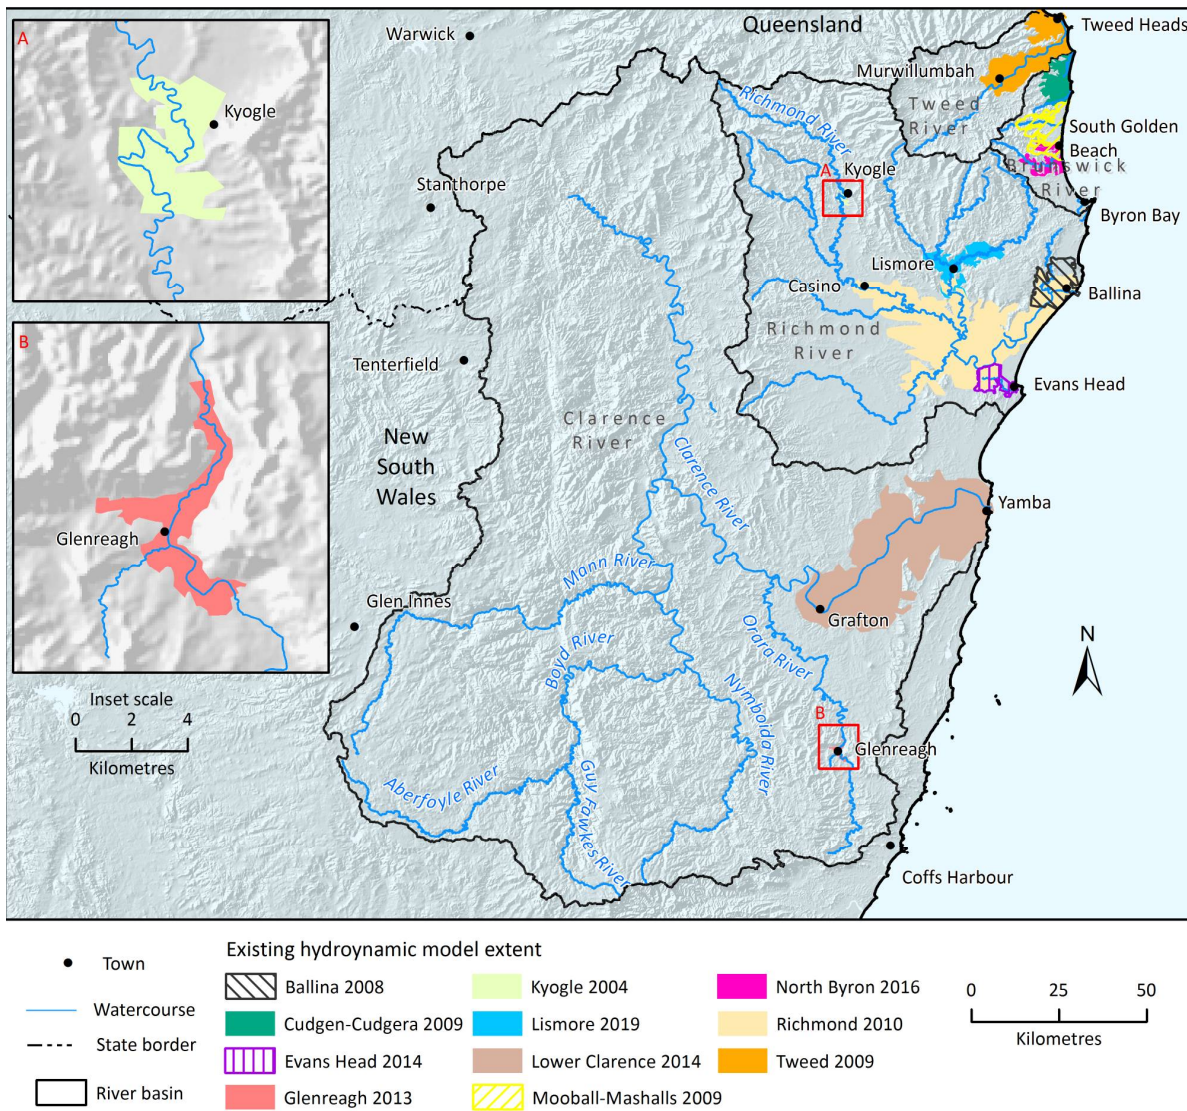 A
Kyogle
B
Glenreagh
Inset scale
0 2 4
Kilometres
Queensland
Warwick
Tweed Heads
Murwillumbah
Tweed
River
Richmond River
South Golden
Beach
Brunswick
River
A
Kyogle
Stanthorpe
Byron Bay
Lismore
Casino
Ballina
Richmond
River
Tenterfield
Evans Head
Clarence
River
New
South
Wales
Clarence River
Yamba
Mann River
Glen Innes
Grafton
Orara River
Boyd River
Nymboida River
N
B
Glenreagh
Aberfoyle River
Guy Fawkes River
Coffs Harbour
Town
Watercourse
State border
River basin
Existing hydroynamic model extent
Ballina 2008
Cudgen-Cudgera 2009
Evans Head 2014
Glenreagh 2013
Kyogle 2004
Lismore 2019
Lower Clarence 2014
Mooball-Mashalls 2009
North Byron 2016
Richmond 2010
Tweed 2009
0 25 50
Kilometres